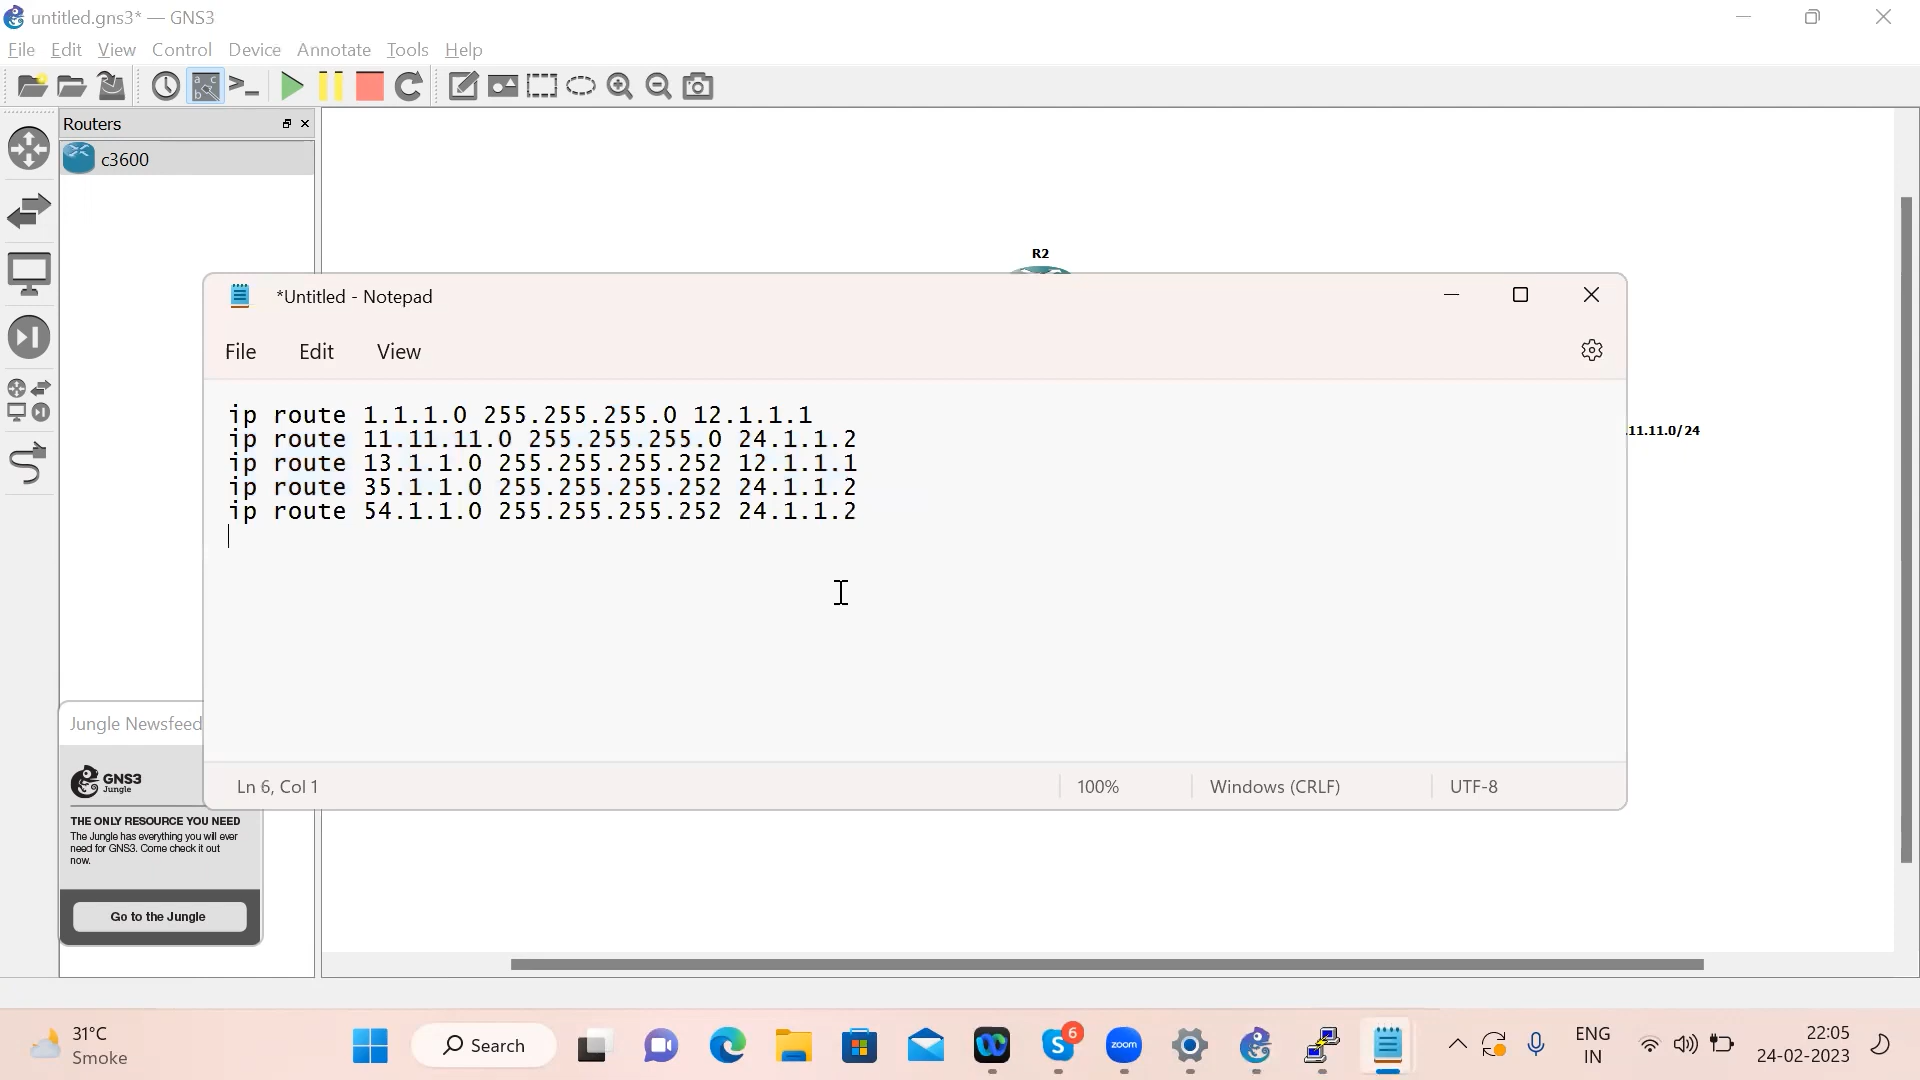 untitled.gns3* — GNS3
File Edit View Control Device Annotate Tools Help
Routers
c3600
R2
*Untitled - Notepad
File Edit View
ip route 1.1.1.0 255.255.255.0 12.1.1.1
ip route 11.11.11.0 255.255.255.0 24.1.1.2
ip route 13.1.1.0 255.255.255.252 12.1.1.1
ip route 35.1.1.0 255.255.255.252 24.1.1.2
ip route 54.1.1.0 255.255.255.252 24.1.1.2
.11.11.0/24
Ln 6, Col 1 100% Windows (CRLF) UTF-8
Jungle Newsfeed
GNS3
Jungle
THE ONLY RESOURCE YOU NEED
The Jungle has everything you will ever
need for GNS3. Come check it out
now.
Go to the Jungle
31°C
Smoke
Search
6
zoom
ENG
IN
22:05
24-02-2023